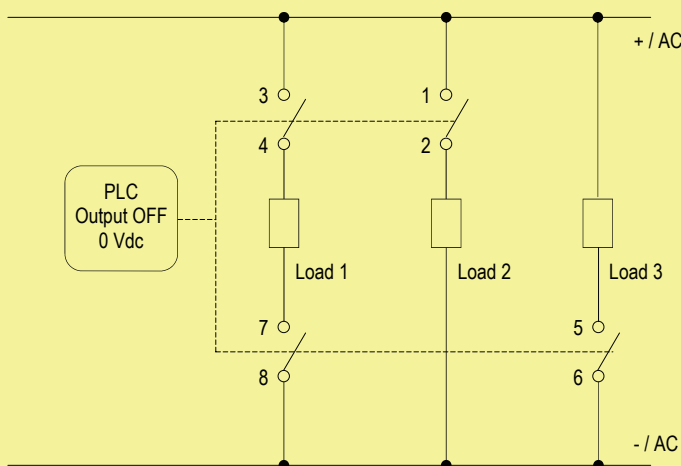 + / AC
3
1
4
2
PLC
Output OFF
0 Vdc
Load 1
Load 2
Load 3
7
5
8
6
- / AC